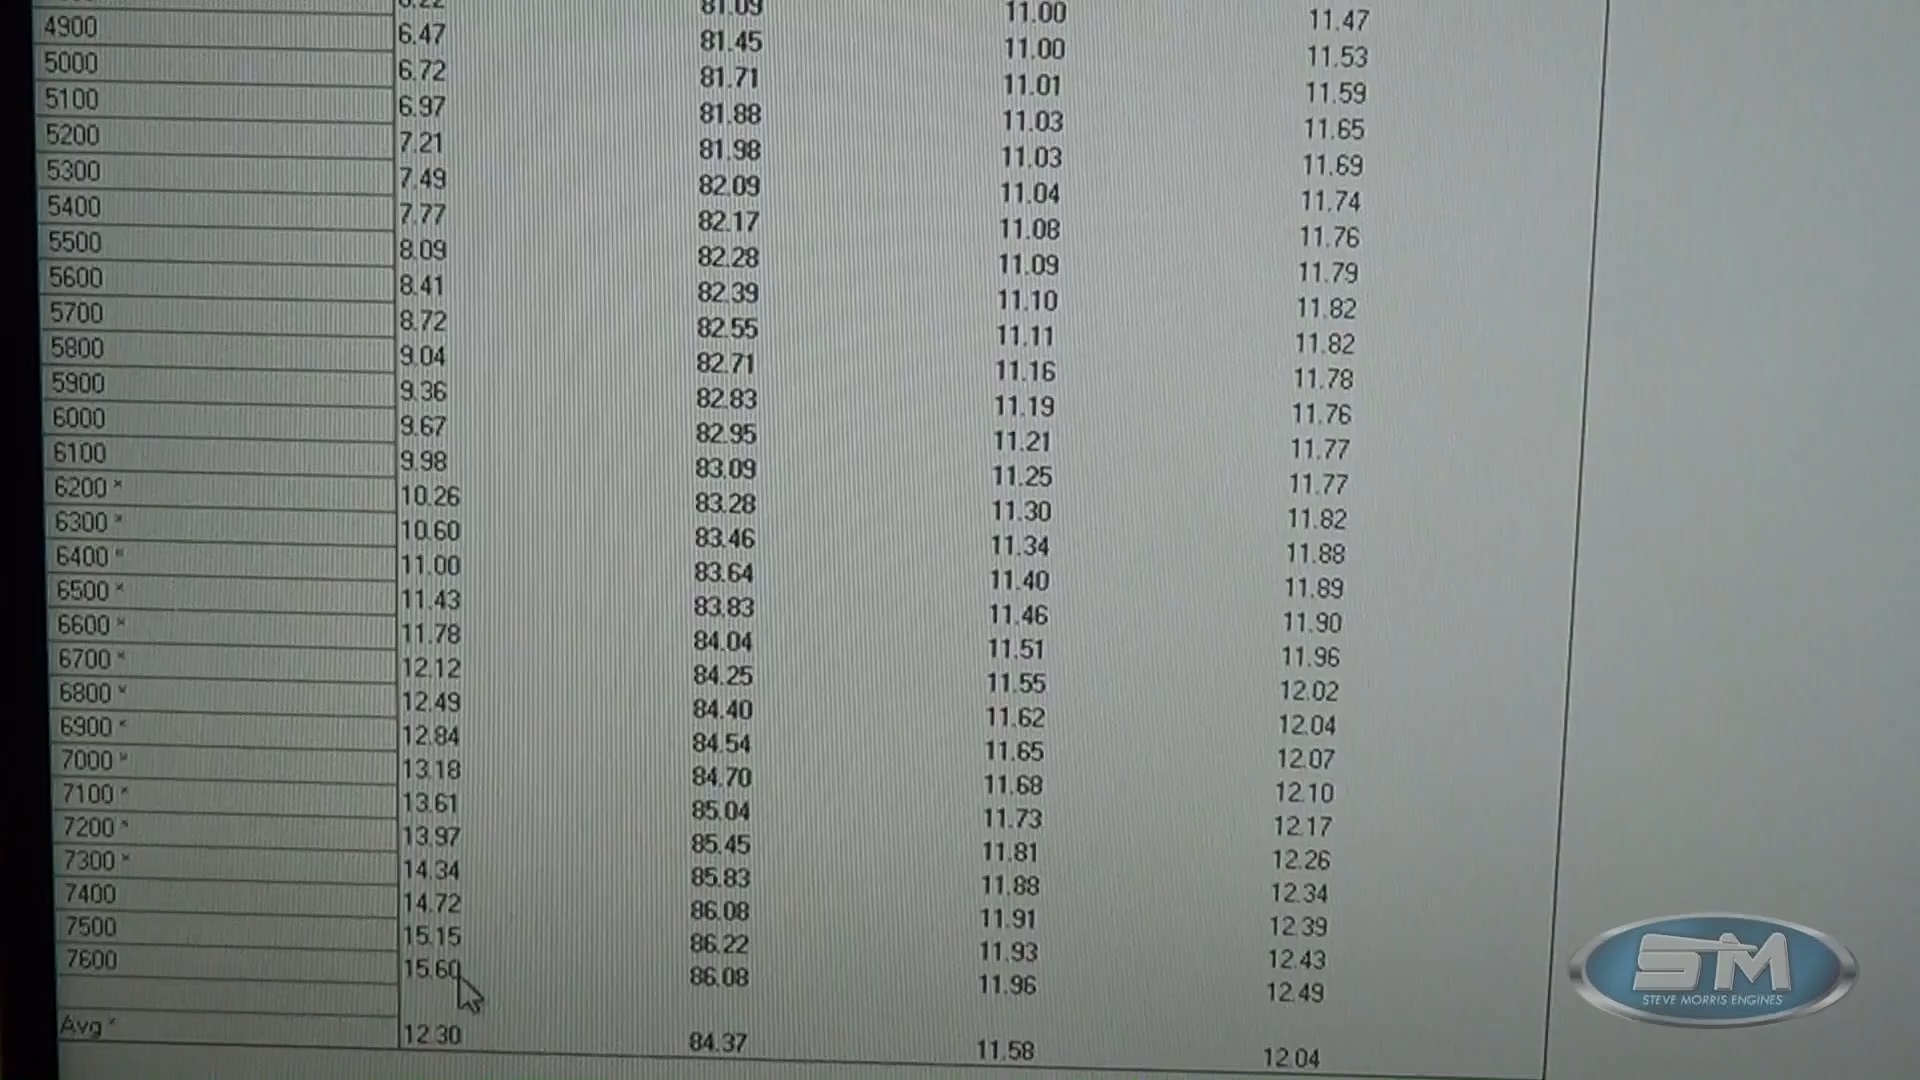 6.22 81.09 11.00 11.47
4900 6.47 81.45 11.00 11.53
5000 6.72 81.71 11.01 11.59
5100 6.97 81.88 11.03 11.65
5200 7.21 81.98 11.03 11.69
5300 7.49 82.09 11.04 11.74
5400 7.77 82.17 11.08 11.76
5500 8.09 82.28 11.09 11.79
5600 8.41 82.39 11.10 11.82
5700 8.72 82.55 11.11 11.82
5800 9.04 82.71 11.16 11.78
5900 9.36 82.83 11.19 11.76
6000 9.67 82.95 11.21 11.77
6100 9.98 83.09 11.25 11.77
6200 * 10.26 83.28 11.30 11.82
6300 * 10.60 83.46 11.34 11.88
6400 * 11.00 83.64 11.40 11.89
6500 * 11.43 83.83 11.46 11.90
6600 * 11.78 84.04 11.51 11.96
6700 * 12.12 84.25 11.55 12.02
6800 * 12.49 84.40 11.62 12.04
6900 * 12.84 84.54 11.65 12.07
7000 * 13.18 84.70 11.68 12.10
7100 * 13.61 85.04 11.73 12.17
7200 * 13.97 85.45 11.81 12.26
7300 * 14.34 85.83 11.88 12.34
7400 14.72 86.08 11.91 12.39
7500 15.15 86.22 11.93 12.43
7600 15.60 86.08 11.96 12.49
Avg * 12.30 84.37 11.58 12.04
SM
STEVE MORRIS ENGINES